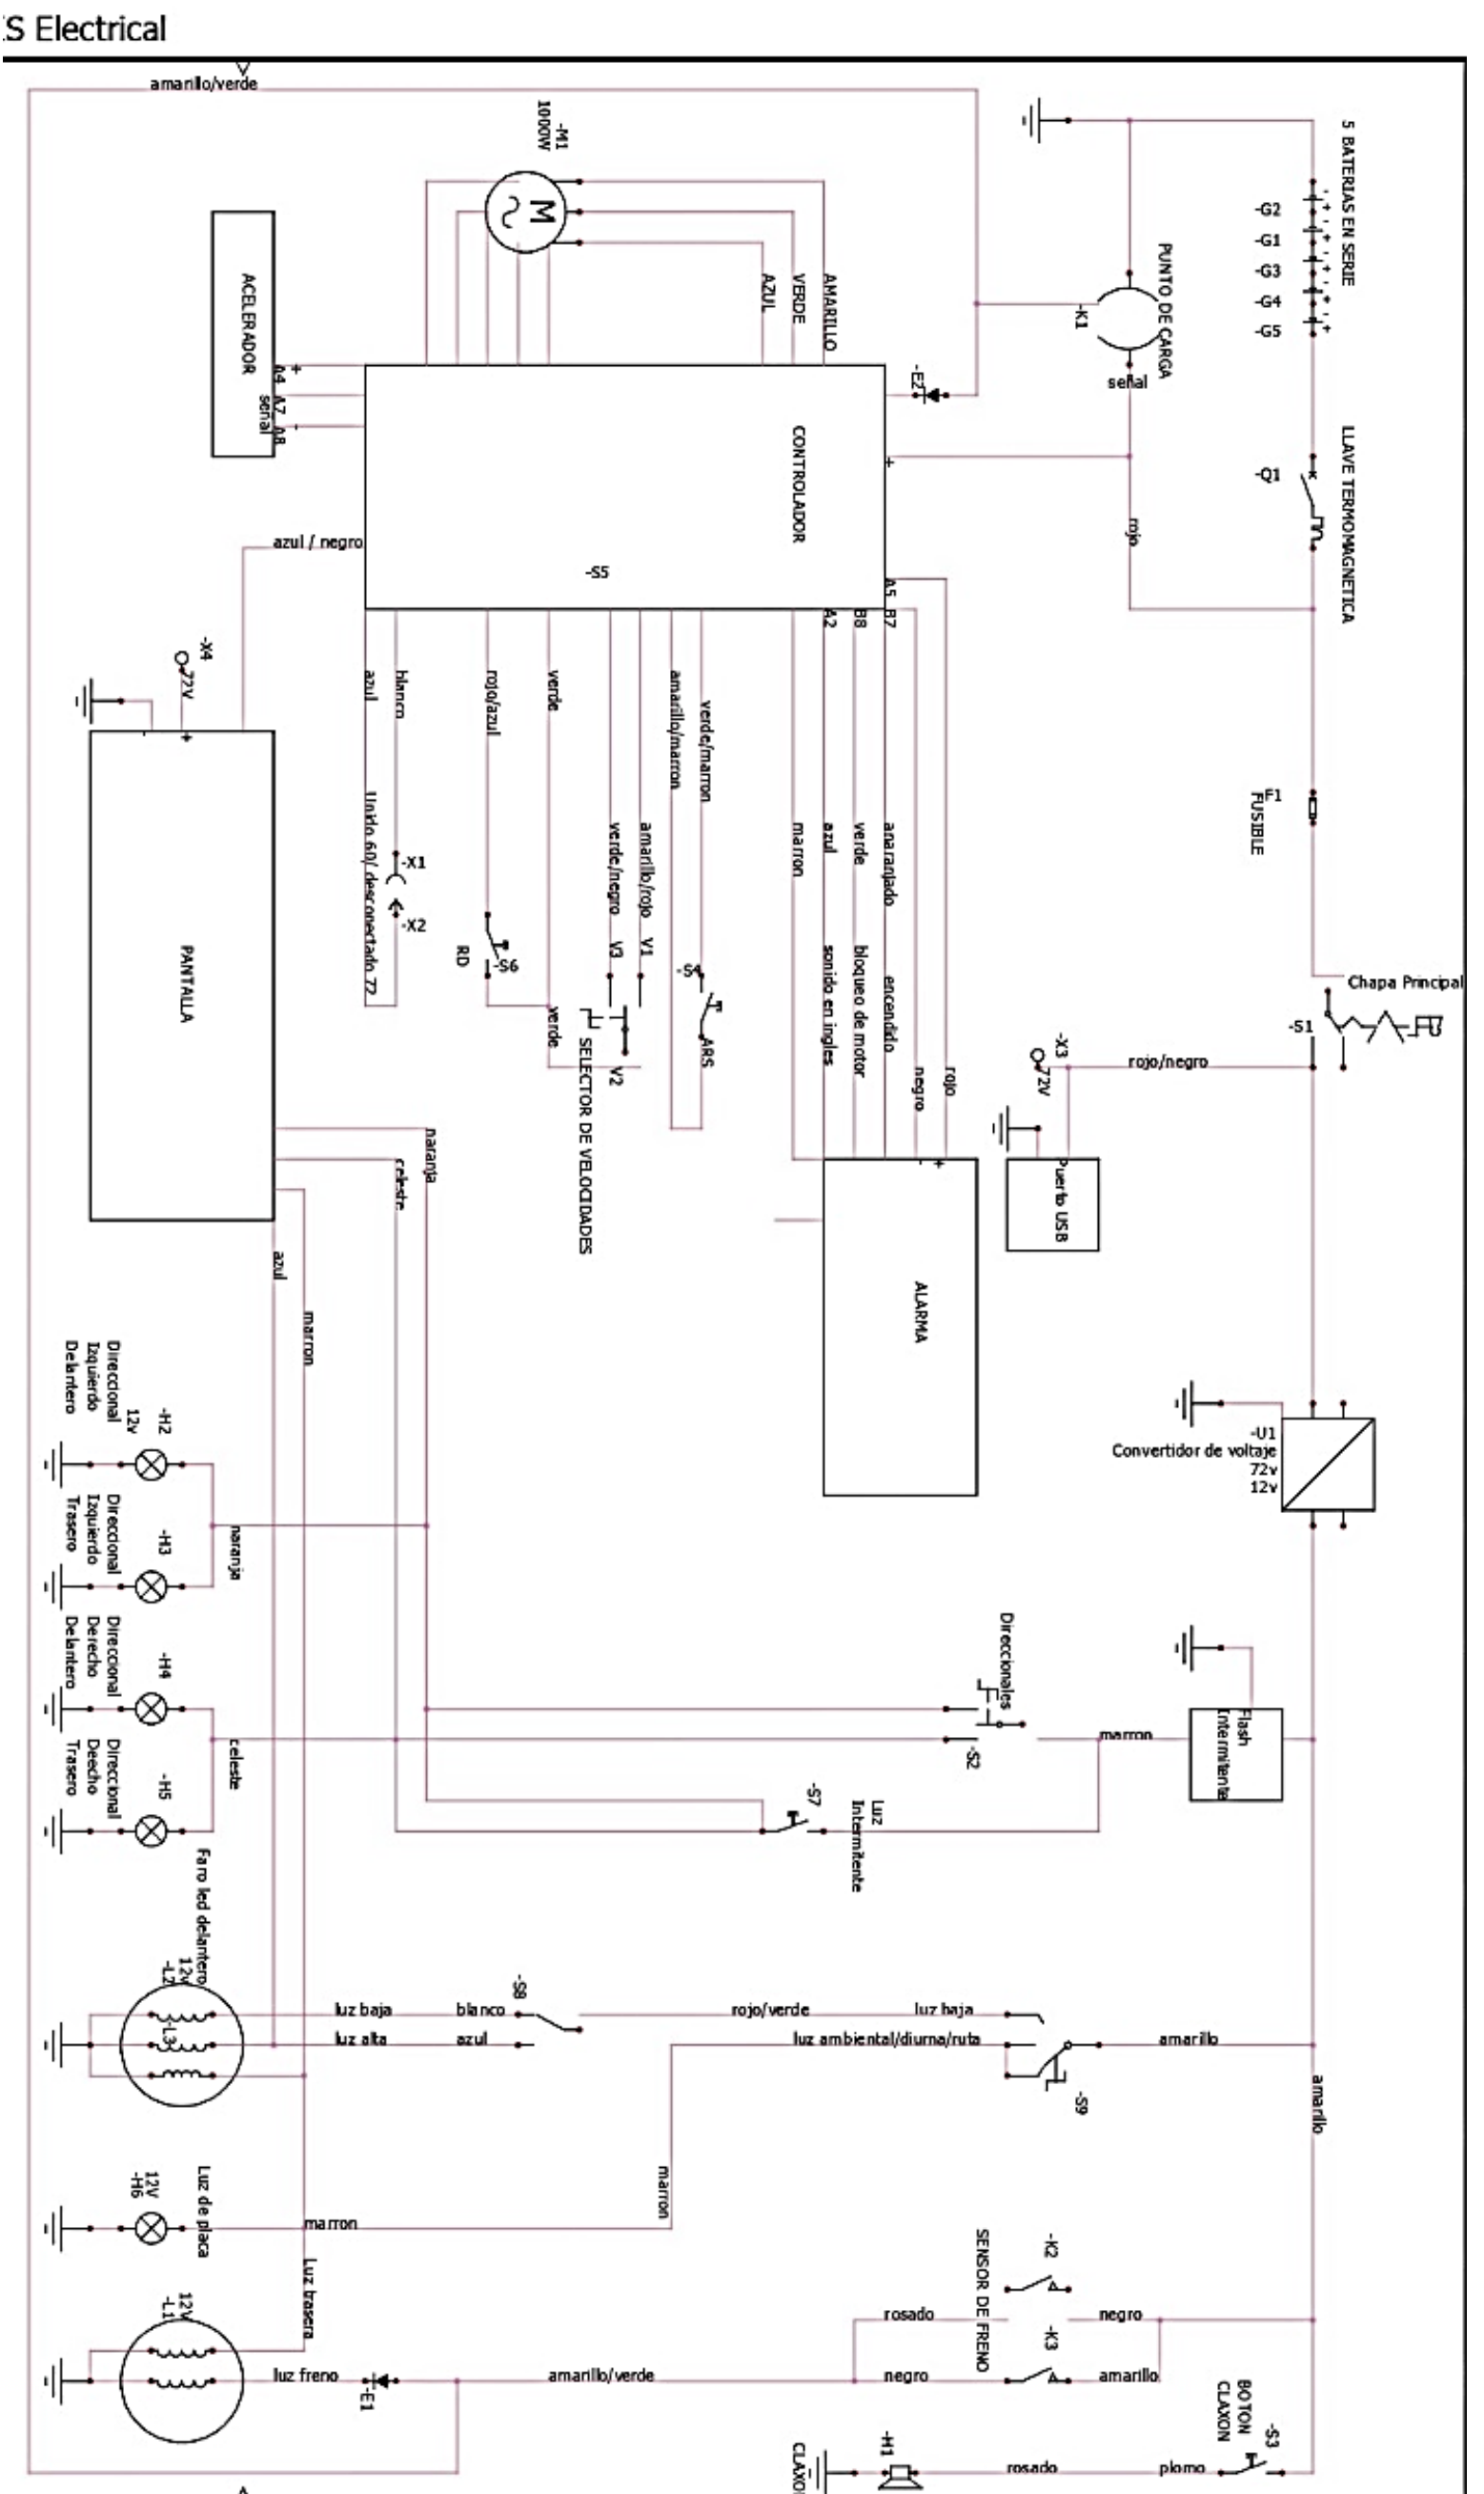 S Electrical
amarillo/verde
-M1
1000W
M
5 BATERIAS EN SERIE
-G2
-G1
-G3
-G4
-G5
PUNTO DE CARGA
-K1
señal
AMARILLO
VERDE
AZUL
ACELERADOR
+
A4
A7
señal
-
A8
-E2
CONTROLADOR
+
-S5
LLAVE TERMOMAGNETICA
-Q1
rojo
azul / negro
A5
A2
B8
B7
-X4
72V
-
+
PANTALLA
azul
blanco
Unido 60/ desconectado 72
-X1
-X2
rojo/azul
verde
RD
-S6
verde
verde/negro
amarillo/rojo
V3
V1
V2
SELECTOR DE VELOCIDADES
amarillo/marron
verde/marron
-S4
ARS
marron
azul
sonido en ingles
verde
bloqueo de motor
anaranjado
encendido
negro
rojo
-
+
ALARMA
F1
FUSIBLE
Chapa Principal
-S1
rojo/negro
-X3
72V
Puerto USB
naranja
celeste
azul
marron
-U1
Convertidor de voltaje
72v
12v
Direccional
Izquierdo
Delantero
12v
-H2
Direccional
Izquierdo
Trasero
-H3
naranja
Direccional
Derecho
Delantero
-H4
Direccional
Deecho
Trasero
-H5
celeste
Direccionales
-S2
marron
Flash
Intermitente
-S7
Luz
Intermitente
Faro led delantero
12v
-L2
-L3
luz baja
blanco
-S8
rojo/verde
luz baja
luz alta
azul
luz ambiental/diurna/ruta
amarillo
-S9
amarillo
Luz de placa
12V
-H6
marron
marron
Luz trasera
12V
-L1
luz freno
-E1
amarillo/verde
SENSOR DE FRENO
-K2
rosado
negro
-K3
negro
amarillo
BOTON
CLAXON
-S3
-H1
rosado
plomo